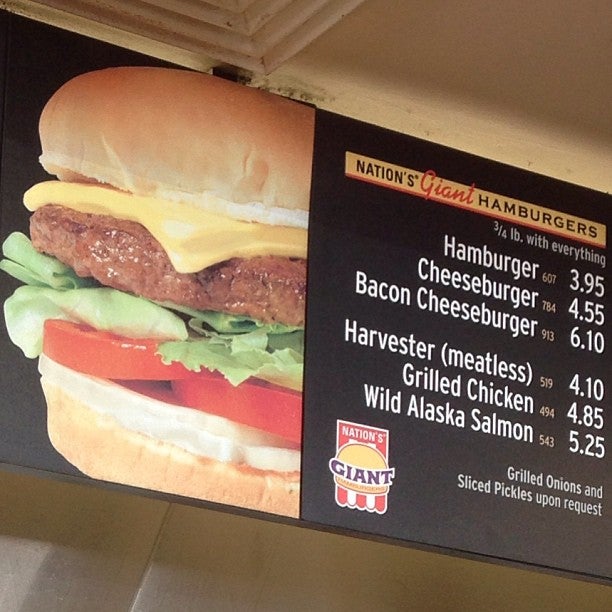 NATION'S® Giant HAMBURGERS
3/4 lb. with everything
Hamburger 607 3.95
Cheeseburger 784 4.55
Bacon Cheeseburger 913 6.10
Harvester (meatless) 519 4.10
Grilled Chicken 494 4.85
Wild Alaska Salmon 543 5.25
NATION'S
GIANT
HAMBURGERS
Grilled Onions and
Sliced Pickles upon request